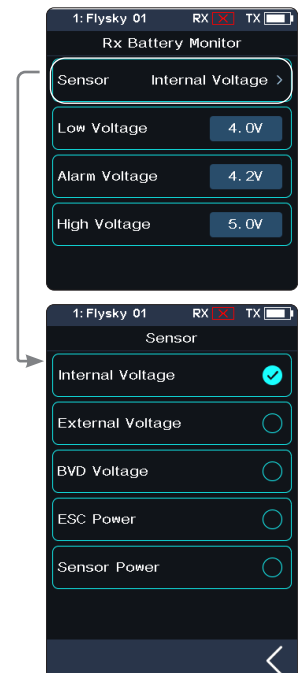 1: Flysky 01 RX TX
Rx Battery Monitor
Sensor Internal Voltage >
Low Voltage 4.0V
Alarm Voltage 4.2V
High Voltage 5.0V
1: Flysky 01 RX TX
Sensor
Internal Voltage
External Voltage
BVD Voltage
ESC Power
Sensor Power